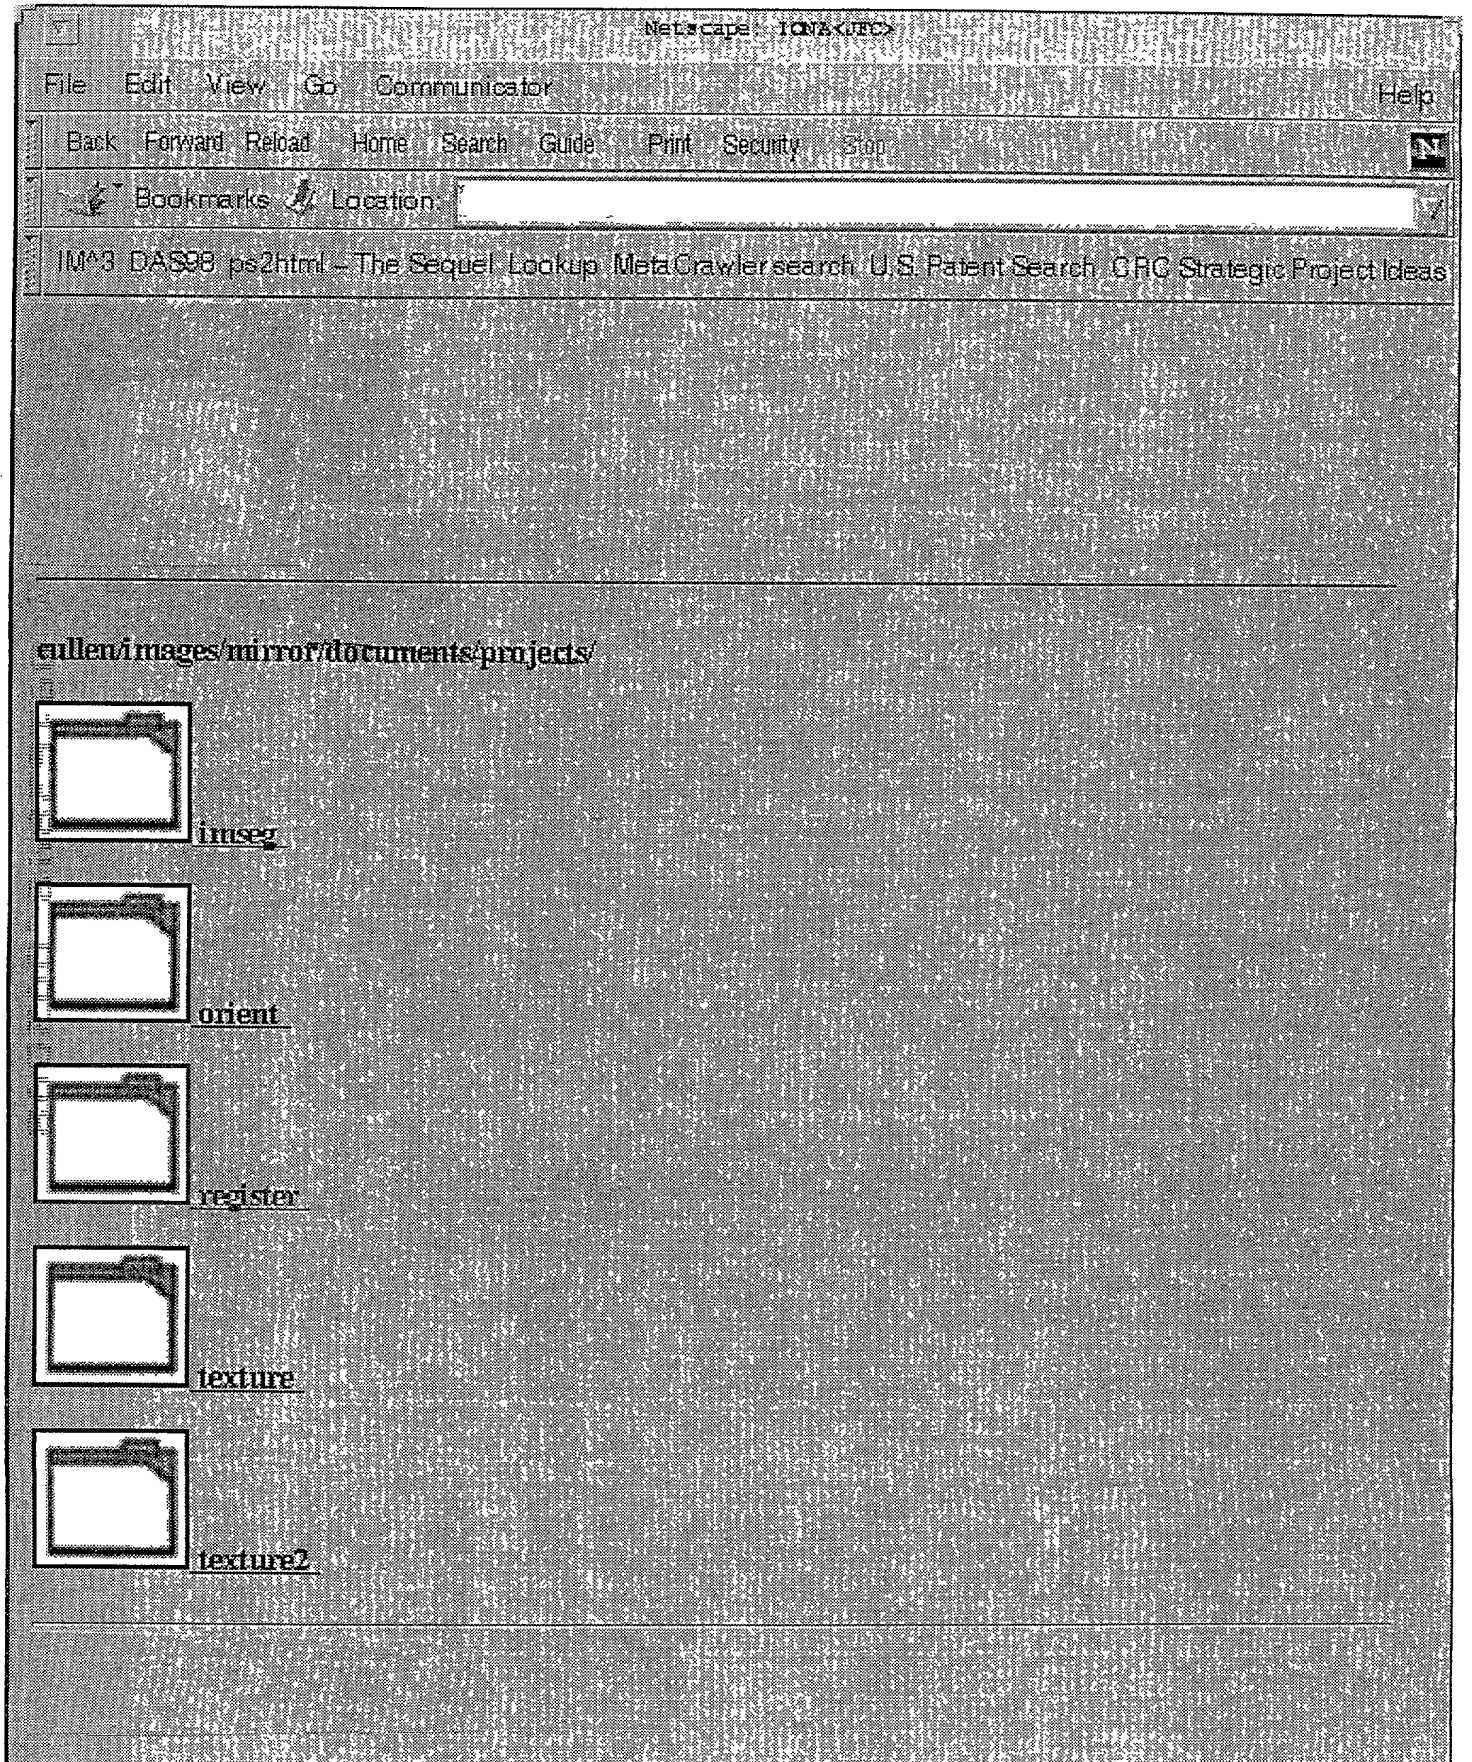 Netscape: IONA<JFC>
File Edit View Go Communicator Help
Back Forward Reload Home Search Guide Print Security Stop
N
Bookmarks Location:
IM^3 DAS98 ps2html – The Sequel Lookup MetaCrawler search U.S. Patent Search CRC Strategic Project Ideas
cullen/images/mirror/documents/projects/
imseg
orient
register
texture
texture2